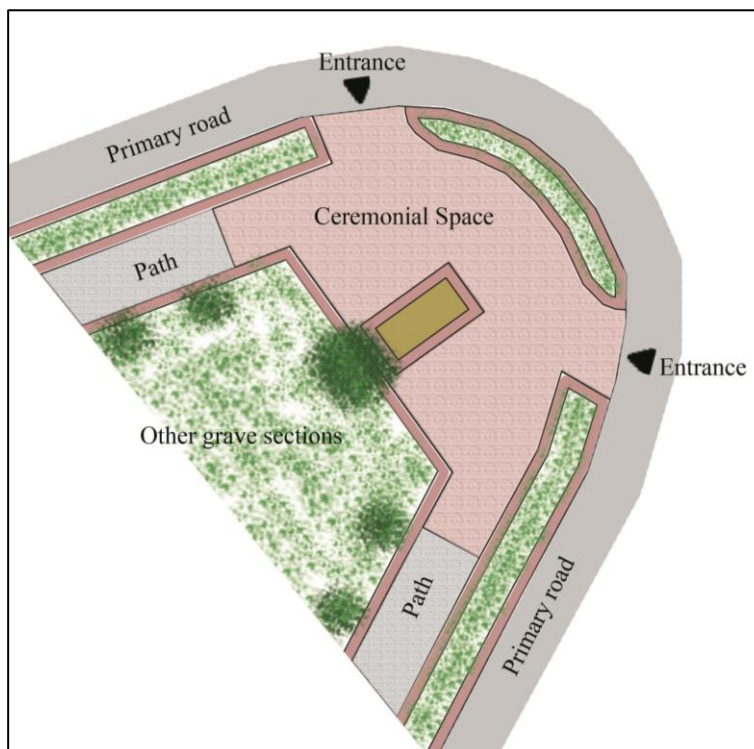 Entrance
Primary road
Ceremonial Space
Path
Entrance
Other grave sections
Path
Primary road